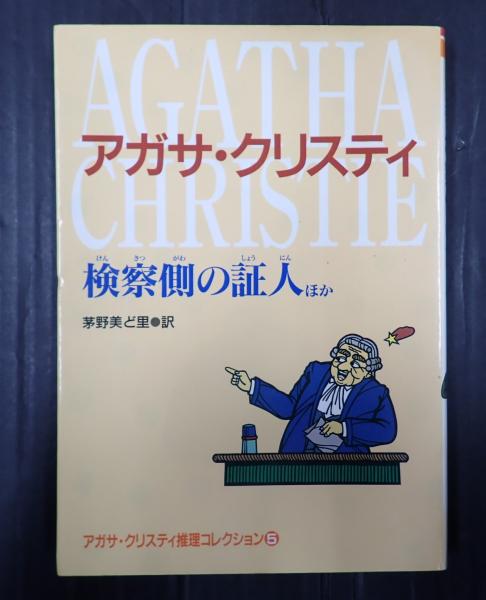 AGATHA
アガサ・クリスティ
CHRISTIE
けん さつ がわ しょう にん
検察側の証人ほか
茅野美ど里●訳
アガサ・クリスティ推理コレクション5